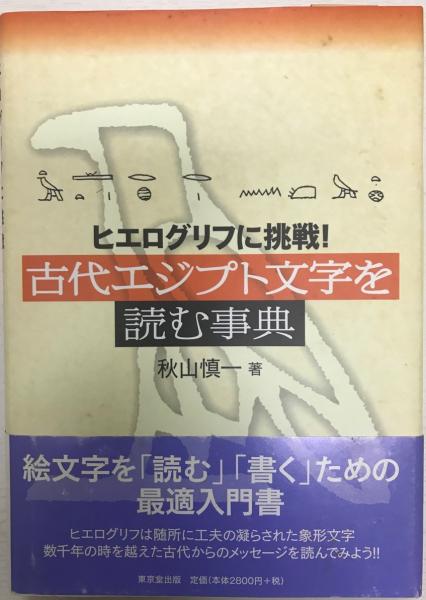 ヒエログリフに挑戦!
古代エジプト文字を
読む事典
秋山慎一 著
絵文字を「読む」「書く」ための
最適入門書
ヒエログリフは随所に工夫の凝らされた象形文字
数千年の時を越えた古代からのメッセージを読んでみよう!!
東京堂出版 定価(本体2800円+税)